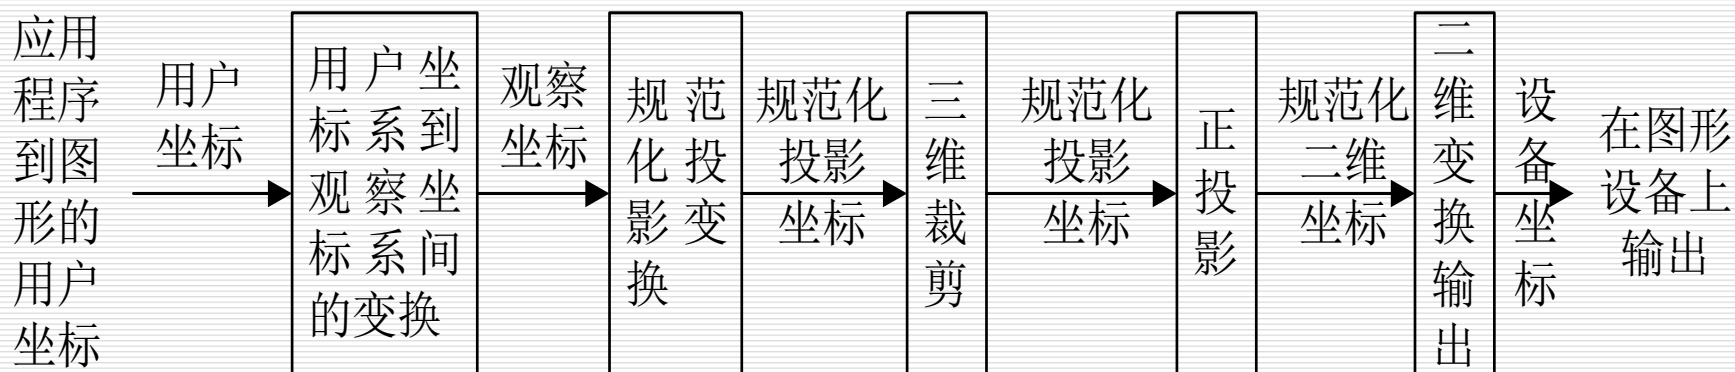 应用
程序
到图
形的
用户
坐标
用户
坐标
用户坐
标系到
观察坐
标系间
的变换
观察
坐标
规范
化投
影变
换
规范化
投影
坐标
三
维
裁
剪
规范化
投影
坐标
正
投
影
规范化
二维
坐标
二
维
变
换
输
出
设
备
坐
标
在图形
设备上
输出